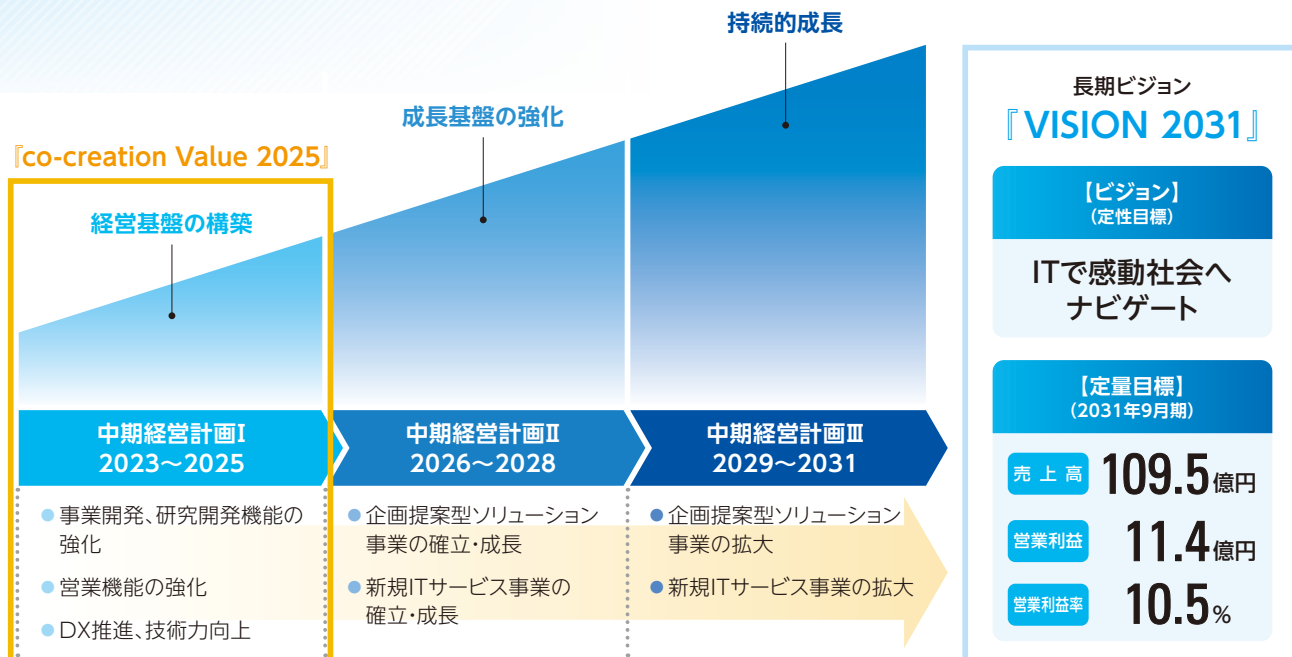 持続的成長
成長基盤の強化
『co-creation Value 2025』
経営基盤の構築
中期経営計画Ⅰ
2023～2025
中期経営計画Ⅱ
2026～2028
中期経営計画Ⅲ
2029～2031
●事業開発、研究開発機能の
強化
●営業機能の強化
●DX推進、技術力向上
●企画提案型ソリューション
事業の確立・成長
●新規ITサービス事業の
確立・成長
●企画提案型ソリューション
事業の拡大
●新規ITサービス事業の拡大
長期ビジョン
『VISION 2031』
【ビジョン】
（定性目標）
ITで感動社会へ
ナビゲート
【定量目標】
（2031年9月期）
売上高 109.5億円
営業利益 11.4億円
営業利益率 10.5%